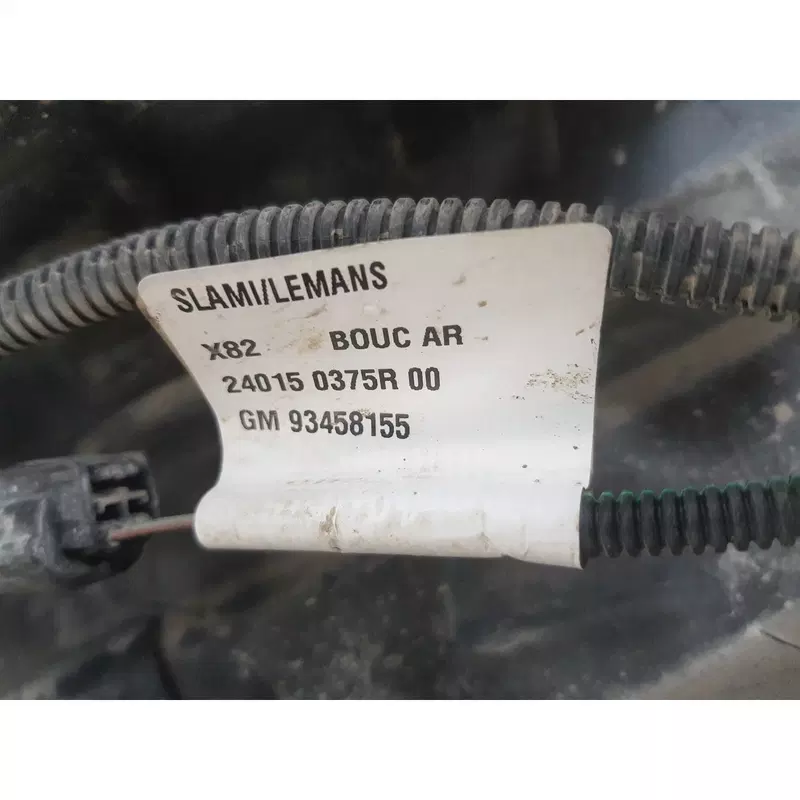 SLAMI/LEMANS
X82 BOUC AR
24015 0375R 00
GM 93458155